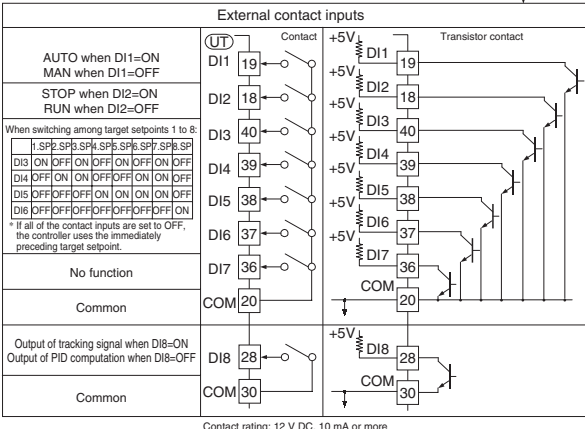 External contact inputs
AUTO when DI1=ON
MAN when DI1=OFF
STOP when DI2=ON
RUN when DI2=OFF
When switching among target setpoints 1 to 8:
1.SP 2.SP 3.SP 4.SP 5.SP 6.SP 7.SP 8.SP
DI3 ON OFF ON OFF ON OFF ON OFF
DI4 OFF ON ON OFF OFF ON ON OFF
DI5 OFF OFF OFF ON ON ON ON OFF
DI6 OFF OFF OFF OFF OFF OFF OFF ON
* If all of the contact inputs are set to OFF,
the controller uses the immediately
preceding target setpoint.
No function
Common
Output of tracking signal when DI8=ON
Output of PID computation when DI8=OFF
Common
UT Contact
DI1 19
DI2 18
DI3 40
DI4 39
DI5 38
DI6 37
DI7 36
COM 20
DI8 28
COM 30
+5V Transistor contact
DI1 19
+5V
DI2 18
+5V
DI3 40
+5V
DI4 39
+5V
DI5 38
+5V
DI6 37
+5V
DI7 36
COM 20
+5V
DI8 28
COM 30
Contact rating: 12 V DC, 10 mA or more